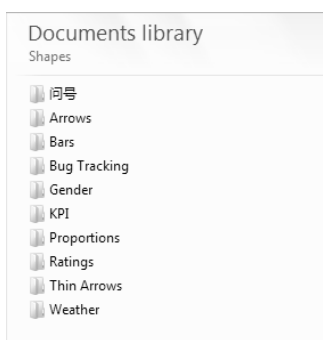 Documents library
Shapes
问号
Arrows
Bars
Bug Tracking
Gender
KPI
Proportions
Ratings
Thin Arrows
Weather